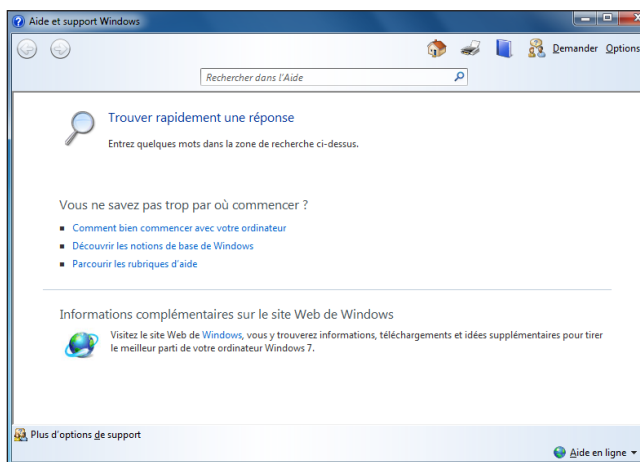 Aide et support Windows
Demander Options
Rechercher dans l'Aide
Trouver rapidement une réponse
Entrez quelques mots dans la zone de recherche ci-dessus.
Vous ne savez pas trop par où commencer ?
Comment bien commencer avec votre ordinateur
Découvrir les notions de base de Windows
Parcourir les rubriques d'aide
Informations complémentaires sur le site Web de Windows
Visitez le site Web de Windows, vous y trouverez informations, téléchargements et idées supplémentaires pour tirer
le meilleur parti de votre ordinateur Windows 7.
Plus d'options de support
Aide en ligne